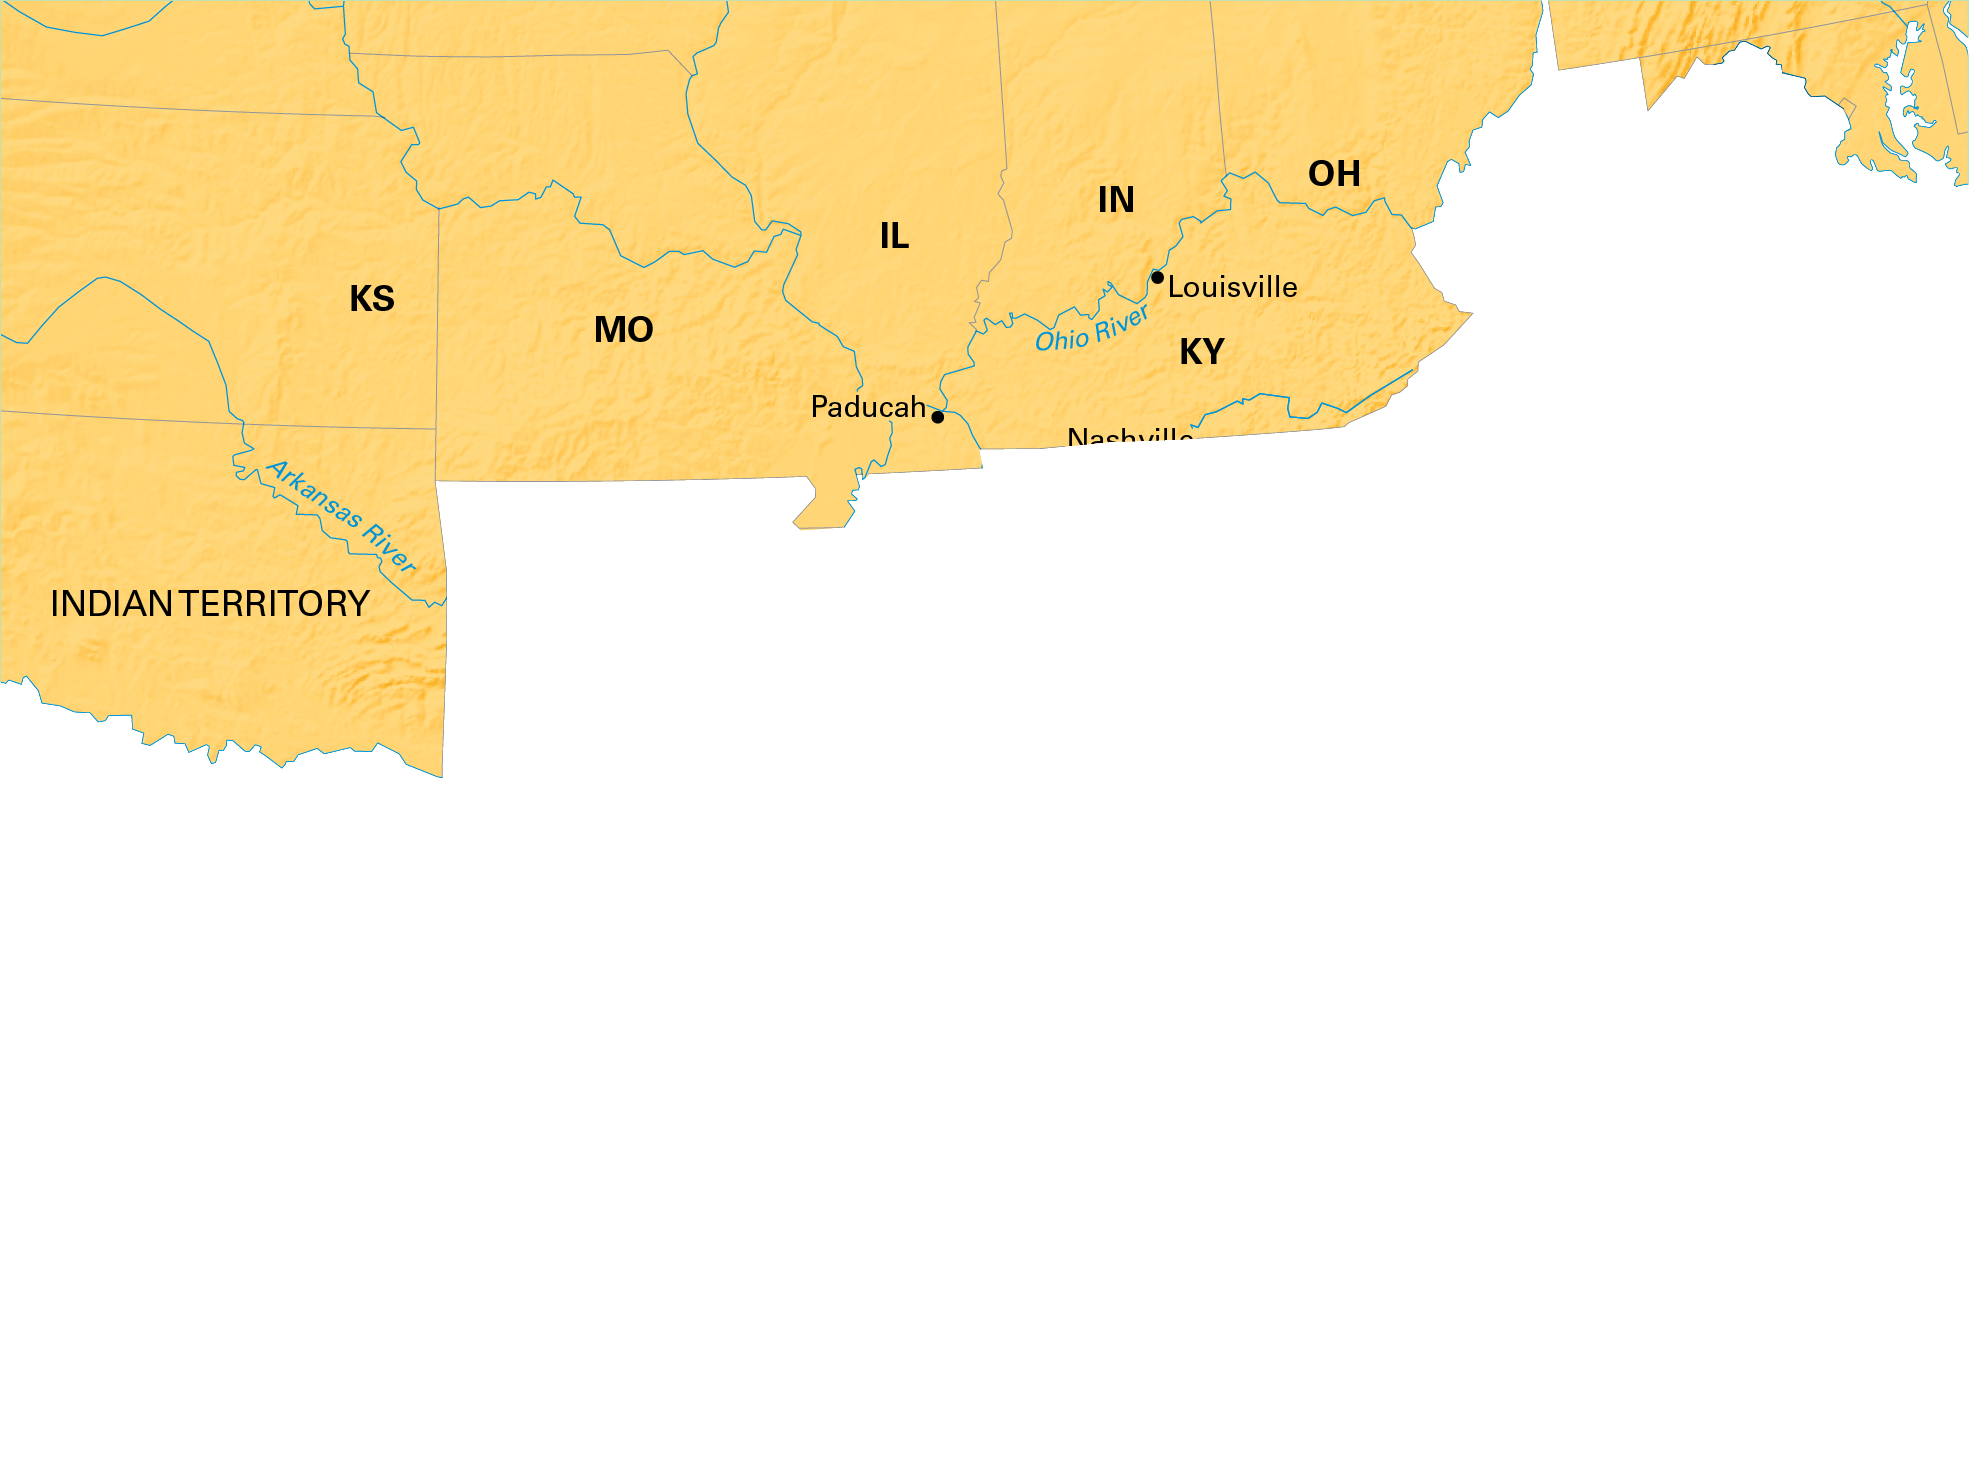 OH
IN
IL
Louisville
KS
Ohio River
MO
KY
Paducah
Nashville
Arkansas River
INDIAN TERRITORY